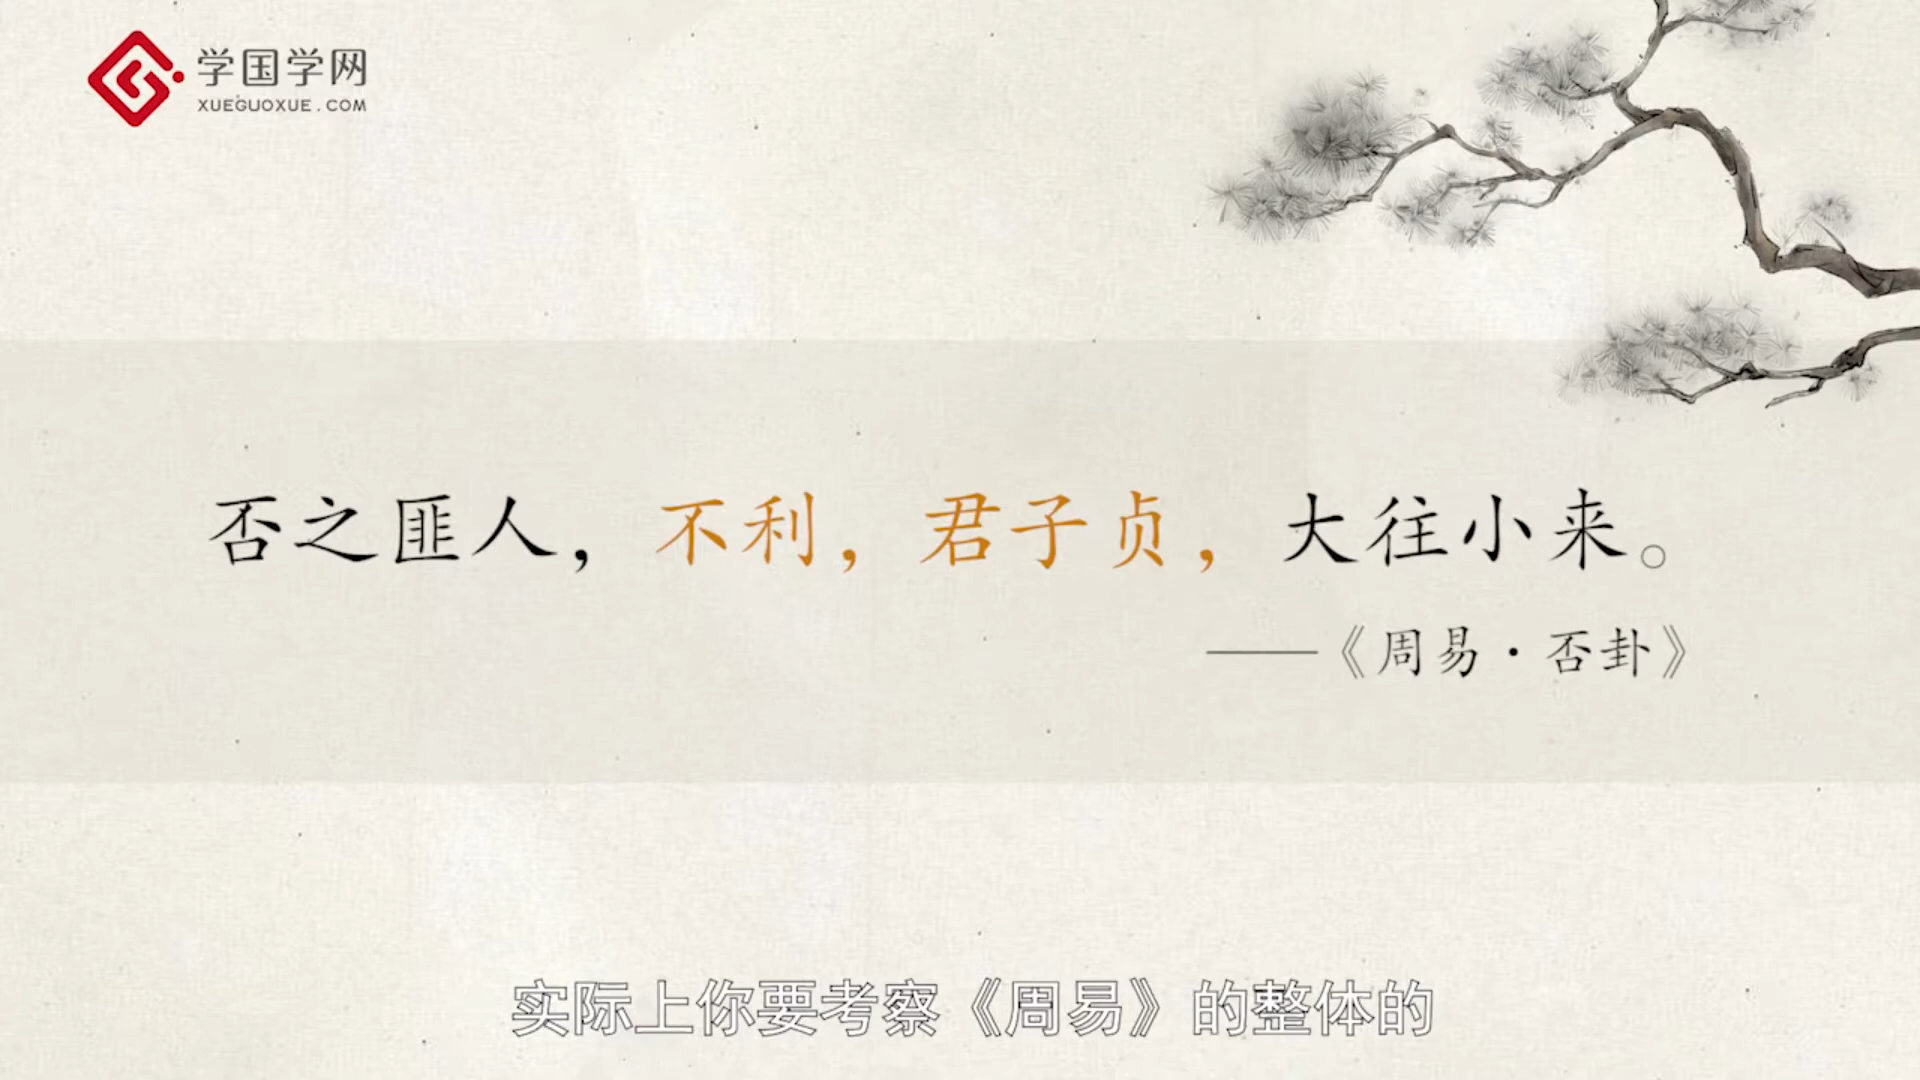 学国学网
XUEGUOXUE.COM
否之匪人，不利，君子贞，大往小来。
——《周易·否卦》
实际上你要考察《周易》的整体的